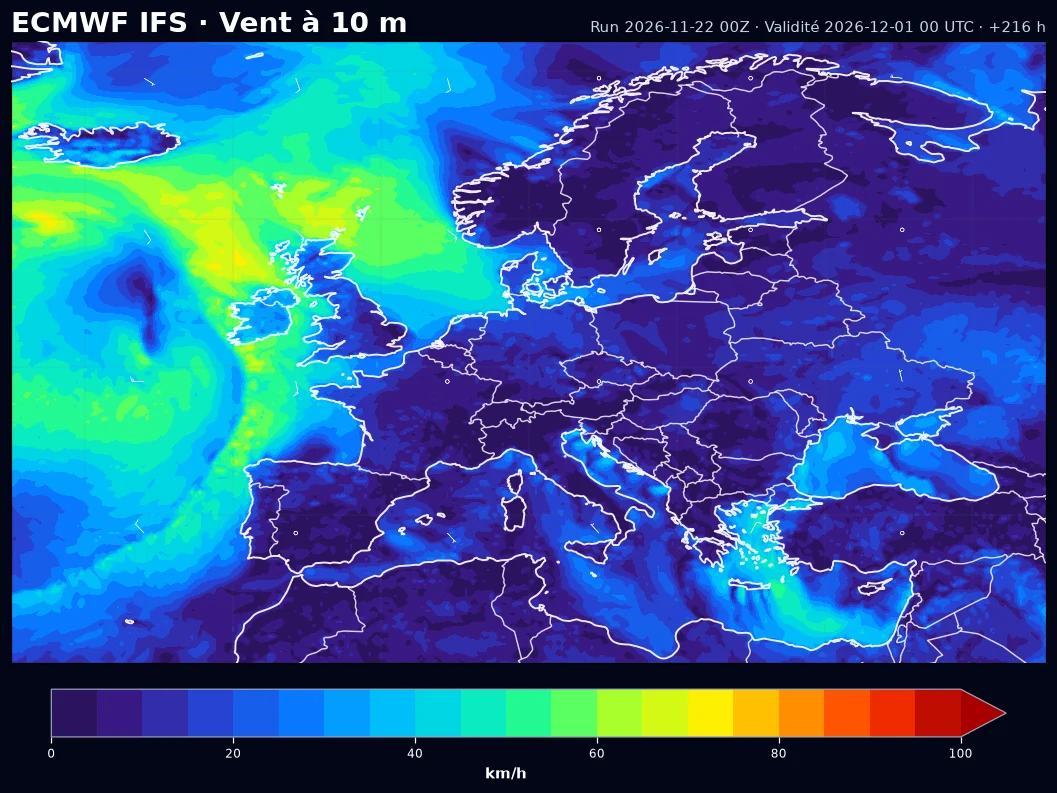 ECMWF IFS · Vent à 10 m
Run 2026-11-22 00Z · Validité 2026-12-01 00 UTC · +216 h
0 20 40 60 80 100
km/h